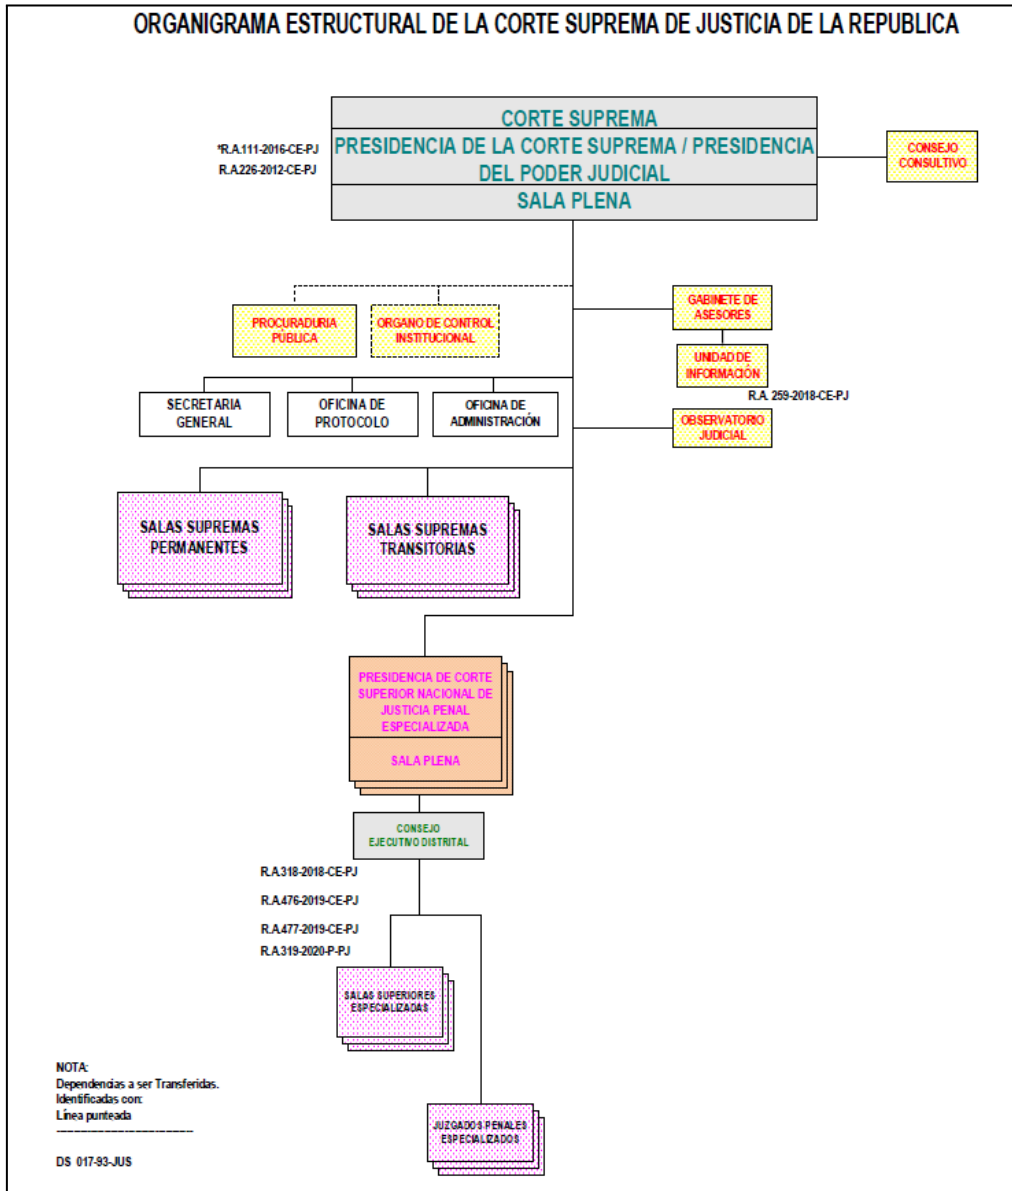 ORGANIGRAMA ESTRUCTURAL DE LA CORTE SUPREMA DE JUSTICIA DE LA REPUBLICA
CORTE SUPREMA
*R.A.111-2016-CE-PJ
R.A.226-2012-CE-PJ
PRESIDENCIA DE LA CORTE SUPREMA / PRESIDENCIA
DEL PODER JUDICIAL
CONSEJO
CONSULTIVO
SALA PLENA
PROCURADURIA
PÚBLICA
ORGANO DE CONTROL
INSTITUCIONAL
GABINETE DE
ASESORES
UNIDAD DE
INFORMACIÓN
R.A. 259-2018-CE-PJ
SECRETARIA
GENERAL
OFICINA DE
PROTOCOLO
OFICINA DE
ADMINISTRACIÓN
OBSERVATORIO
JUDICIAL
SALAS SUPREMAS
PERMANENTES
SALAS SUPREMAS
TRANSITORIAS
PRESIDENCIA DE CORTE
SUPERIOR NACIONAL DE
JUSTICIA PENAL
ESPECIALIZADA
SALA PLENA
CONSEJO
EJECUTIVO DISTRITAL
R.A.318-2018-CE-PJ
R.A.476-2019-CE-PJ
R.A.477-2019-CE-PJ
R.A.319-2020-P-PJ
SALAS SUPERIORES
ESPECIALIZADAS
JUZGADOS PENALES
ESPECIALIZADOS
NOTA:
Dependencias a ser Transferidas.
Identificadas con:
Línea punteada
DS 017-93-JUS